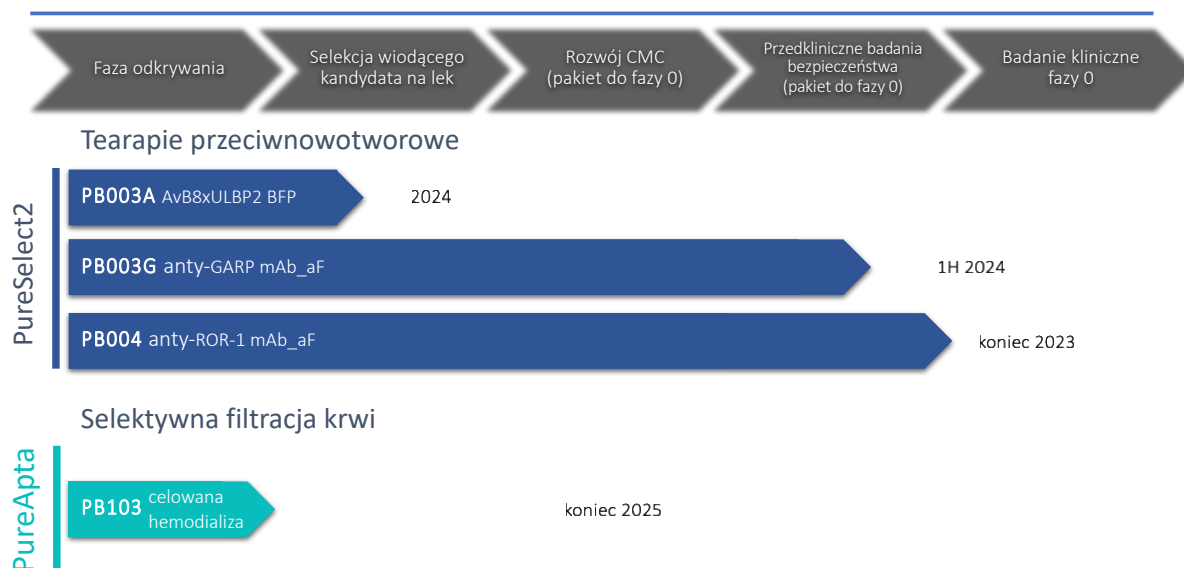 Faza odkrywania
Selekcja wiodącego
kandydata na lek
Rozwój CMC
(pakiet do fazy 0)
Przedkliniczne badania
bezpieczeństwa
(pakiet do fazy 0)
Badanie kliniczne
fazy 0
Tearapie przeciwnowotworowe
PureSelect2
PB003A AvB8xULBP2 BFP
2024
PB003G anty-GARP mAb_aF
1H 2024
PB004 anty-ROR-1 mAb_aF
koniec 2023
Selektywna filtracja krwi
PureApta
PB103 celowana
hemodializa
koniec 2025